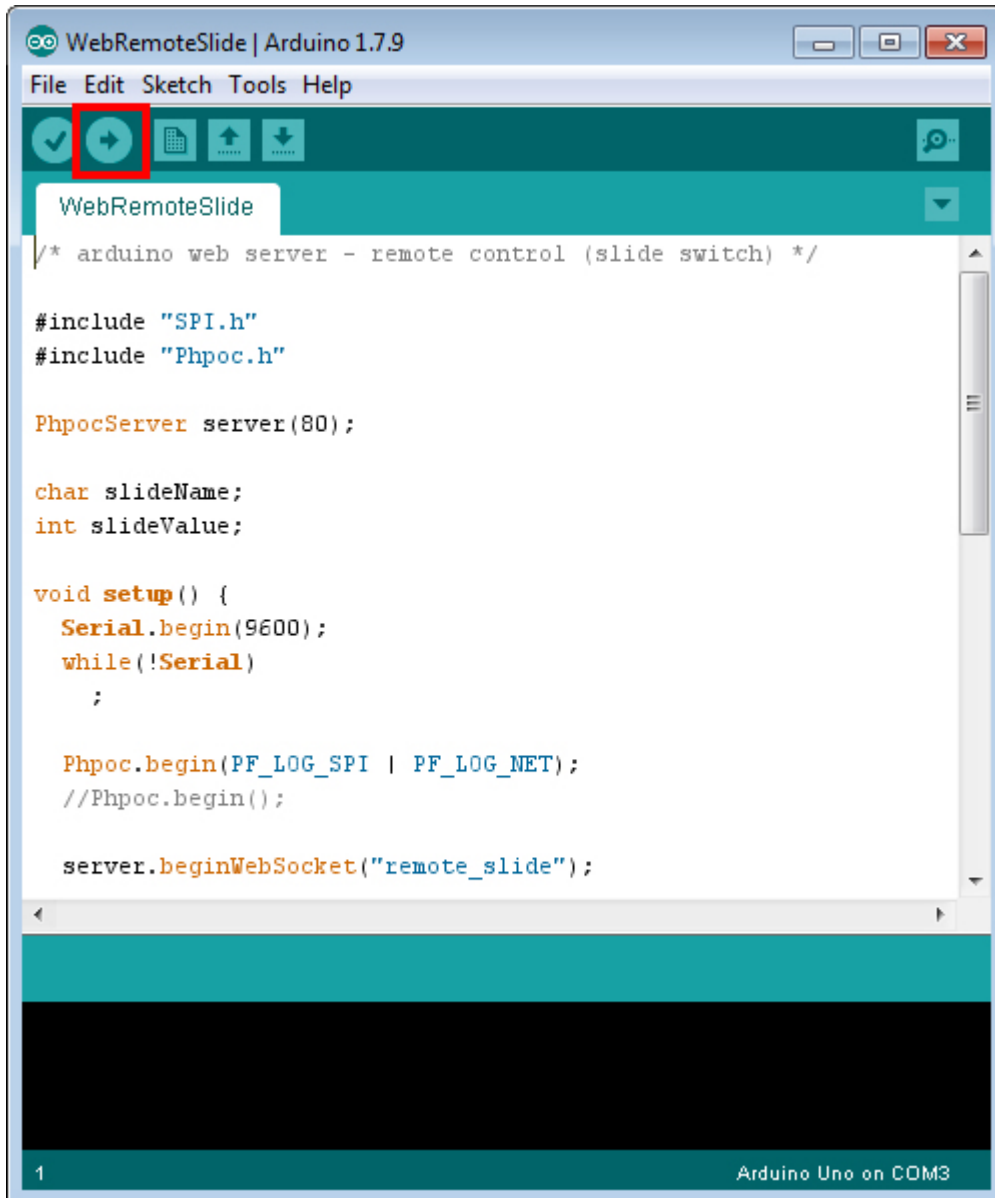 WebRemoteSlide | Arduino 1.7.9
File Edit Sketch Tools Help
WebRemoteSlide
/* arduino web server - remote control (slide switch) */
#include "SPI.h"
#include "Phpoc.h"
PhpocServer server(80);
char slideName;
int slideValue;
void setup() {
  Serial.begin(9600);
  while(!Serial)
    ;
  Phpoc.begin(PF_LOG_SPI | PF_LOG_NET);
  //Phpoc.begin();
  server.beginWebSocket("remote_slide");
1
Arduino Uno on COM3